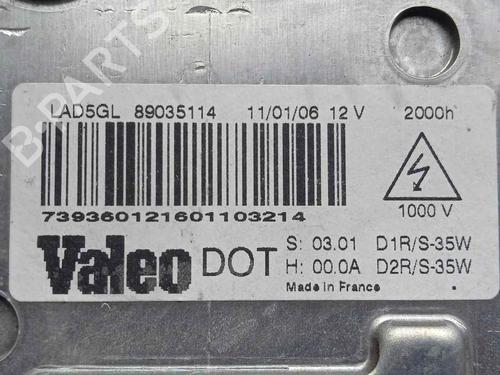 B-PARTS
LAD5GL 89035114 11/01/06 12 V 2000h
739360121601103214
1000 V
Valeo DOT
S: 03.01 D1R/S-35W
H: 00.0A D2R/S-35W
Made in France